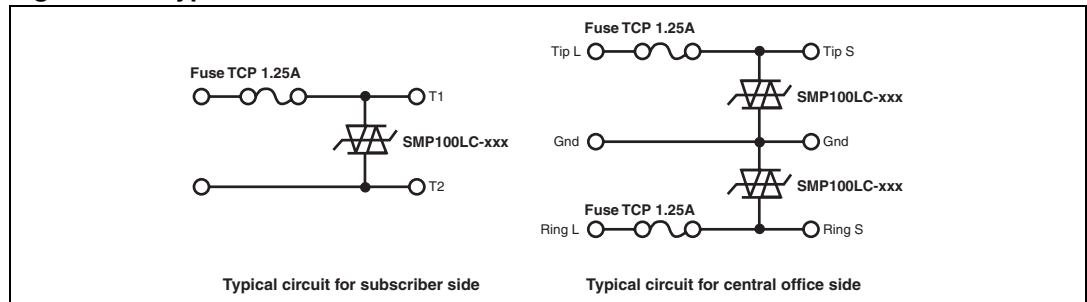 Fuse TCP 1.25A
T1
SMP100LC-xxx
T2
Typical circuit for subscriber side
Fuse TCP 1.25A
Tip L
Tip S
SMP100LC-xxx
Gnd
Gnd
SMP100LC-xxx
Fuse TCP 1.25A
Ring L
Ring S
Typical circuit for central office side